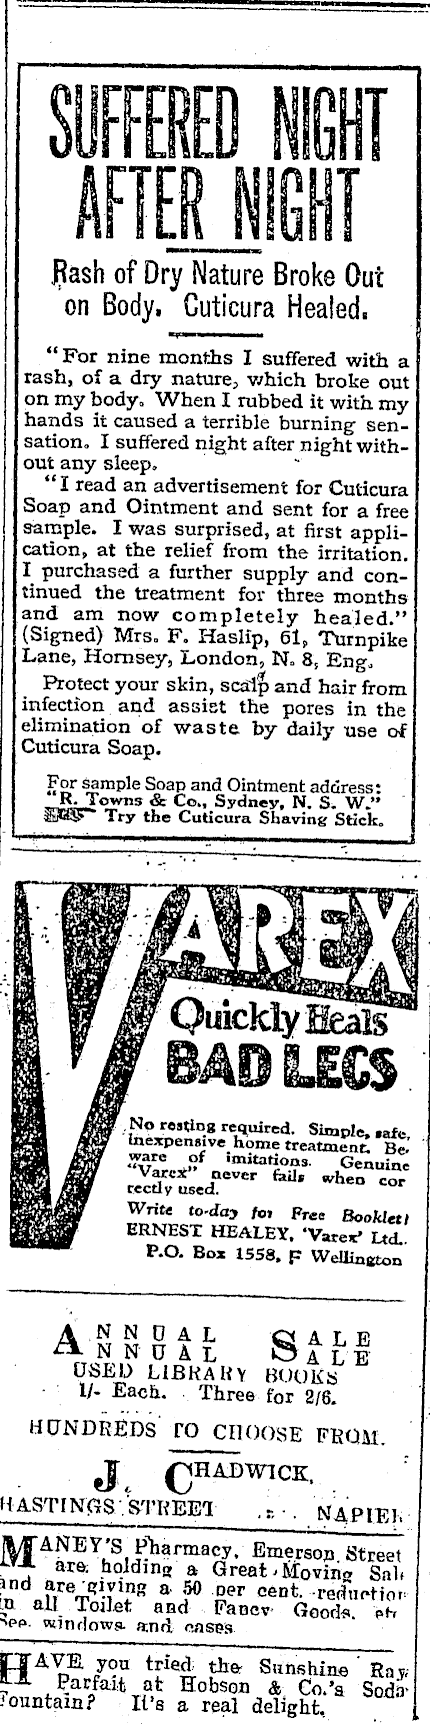 SUFFERED NIGHT
AFTER NIGHT
Rash of Dry Nature Broke Out
on Body. Cuticura Healed.
"For nine months I suffered with a
rash, of a dry nature, which broke out
on my body. When I rubbed it with my
hands it caused a terrible burning sen-
sation. I suffered night after night with-
out any sleep.
"I read an advertisement for Cuticura
Soap and Ointment and sent for a free
sample. I was surprised, at first appli-
cation, at the relief from the irritation.
I purchased a further supply and con-
tinued the treatment for three months
and am now completely healed."
(Signed) Mrs. F. Haslip, 61, Turnpike
Lane, Hornsey, London, N. 8, Eng.
Protect your skin, scalp and hair from
infection and assist the pores in the
elimination of waste by daily use of
Cuticura Soap.
For sample Soap and Ointment address:
"R. Towns & Co., Sydney, N. S. W."
Try the Cuticura Shaving Stick.
VAREX
Quickly Heals
BAD LEGS
No resting required. Simple, safe,
inexpensive home treatment. Be-
ware of imitations. Genuine
"Varex" never fails when cor
rectly used.
Write to-day for Free Booklet!
ERNEST HEALEY, 'Varex' Ltd.,
P.O. Box 1558, F Wellington
ANNUAL SALE
ANNUAL SALE
USED LIBRARY BOOKS
1/- Each. Three for 2/6.
HUNDREDS TO CHOOSE FROM.
J. CHADWICK,
HASTINGS STREET NAPIER
MANEY'S Pharmacy, Emerson Street
are holding a Great Moving Sale
and are giving a 50 per cent. reduction
in all Toilet and Fancy Goods, etc
See windows and cases
HAVE you tried the Sunshine Ray
Parfait at Hobson & Co.'s Soda
Fountain? It's a real delight.